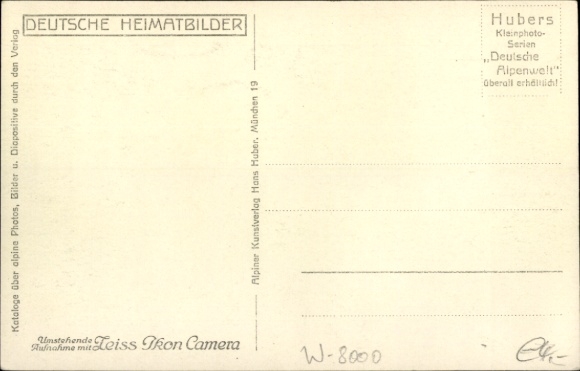 DEUTSCHE HEIMATBILDER
Kataloge über alpine Photos, Bilder u. Diapositive durch den Verlag
Umstehende
Aufnahme mit Zeiss Ikon Camera
Alpiner Kunstverlag Hans Huber, München 19
Hubers
Kleinphoto-
Serien
„Deutsche
Alpenwelt"
überall erhältlich!
W-8000